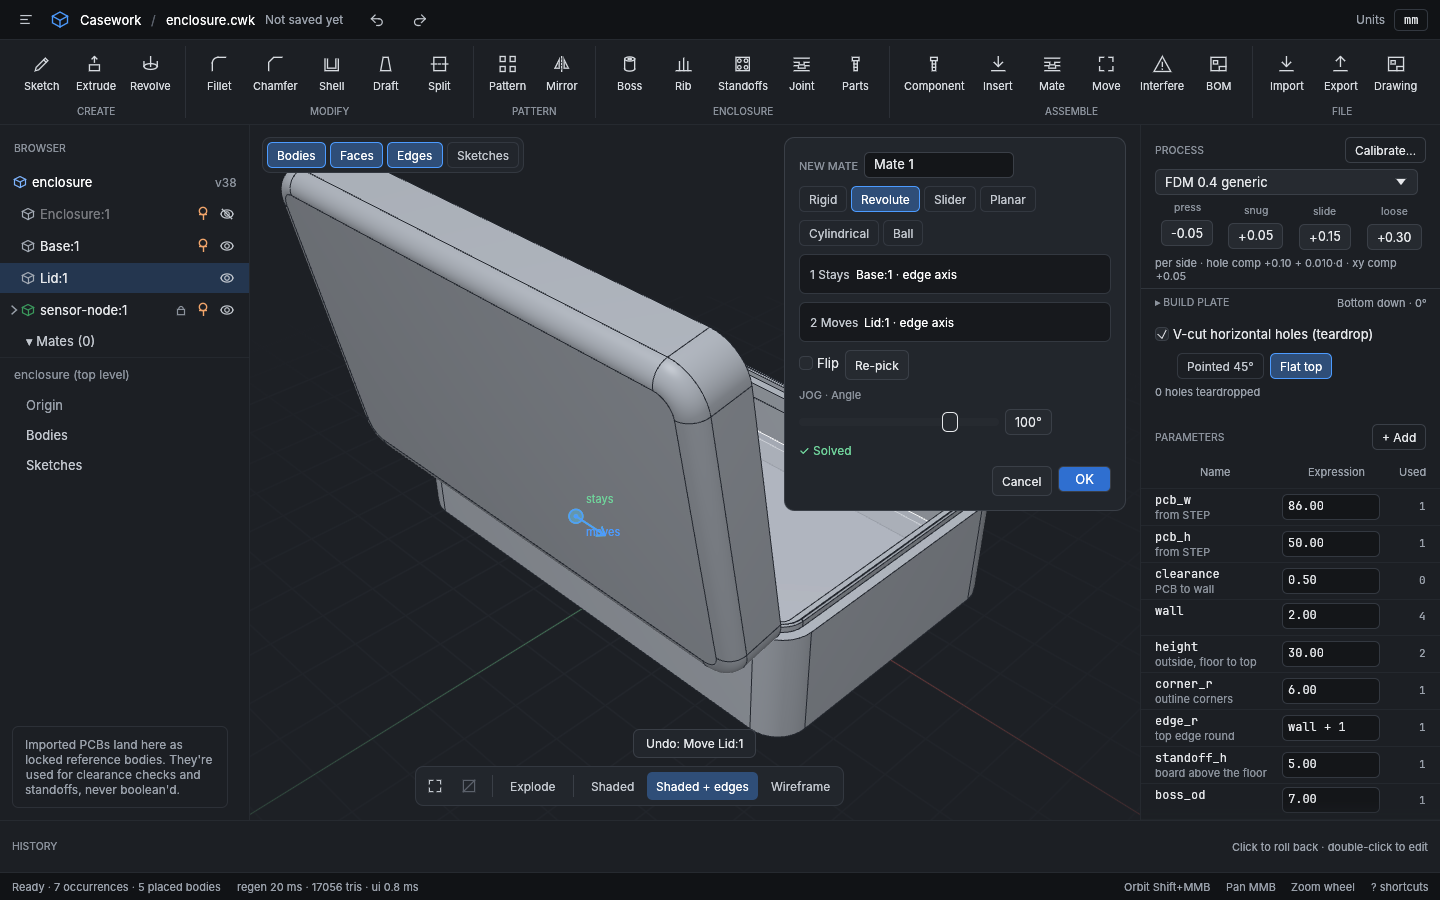 Casework / enclosure.cwk Not saved yet
Units mm
Sketch Extrude Revolve
CREATE
Fillet Chamfer Shell Draft Split
MODIFY
Pattern Mirror
PATTERN
Boss Rib Standoffs Joint Parts
ENCLOSURE
Component Insert Mate Move Interfere BOM
ASSEMBLE
Import Export Drawing
FILE
BROWSER
enclosure v38
Enclosure:1
Base:1
Lid:1
sensor-node:1
▾ Mates (0)
enclosure (top level)
Origin
Bodies
Sketches
Imported PCBs land here as
locked reference bodies. They're
used for clearance checks and
standoffs, never boolean'd.
Bodies Faces Edges Sketches
stays
moves
NEW MATE Mate 1
Rigid Revolute Slider Planar
Cylindrical Ball
1 Stays Base:1 · edge axis
2 Moves Lid:1 · edge axis
Flip Re-pick
JOG · Angle
100°
✓ Solved
Cancel OK
Undo: Move Lid:1
Explode Shaded Shaded + edges Wireframe
PROCESS Calibrate...
FDM 0.4 generic
press snug slide loose
-0.05 +0.05 +0.15 +0.30
per side · hole comp +0.10 + 0.010·d · xy comp
+0.05
▸ BUILD PLATE Bottom down · 0°
V-cut horizontal holes (teardrop)
Pointed 45° Flat top
0 holes teardropped
PARAMETERS + Add
Name Expression Used
pcb_w 86.00 1
from STEP
pcb_h 50.00 1
from STEP
clearance 0.50 0
PCB to wall
wall 2.00 4
height 30.00 2
outside, floor to top
corner_r 6.00 1
outline corners
edge_r wall + 1 1
top edge round
standoff_h 5.00 1
board above the floor
boss_od 7.00 1
HISTORY Click to roll back · double-click to edit
Ready · 7 occurrences · 5 placed bodies regen 20 ms · 17056 tris · ui 0.8 ms
Orbit Shift+MMB Pan MMB Zoom wheel ? shortcuts